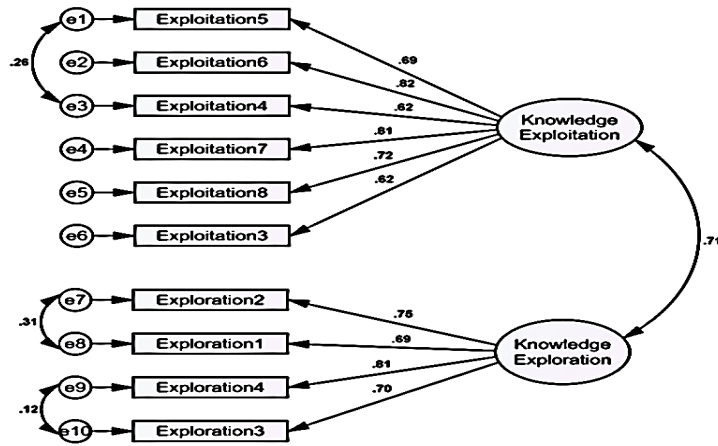 e1 Exploitation5
e2 Exploitation6
e3 Exploitation4
e4 Exploitation7
e5 Exploitation8
e6 Exploitation3
.26
.69
.82
.62
.81
.72
.62
Knowledge
Exploitation
.71
e7 Exploration2
e8 Exploration1
e9 Exploration4
e10 Exploration3
.31
.12
.75
.69
.81
.70
Knowledge
Exploration